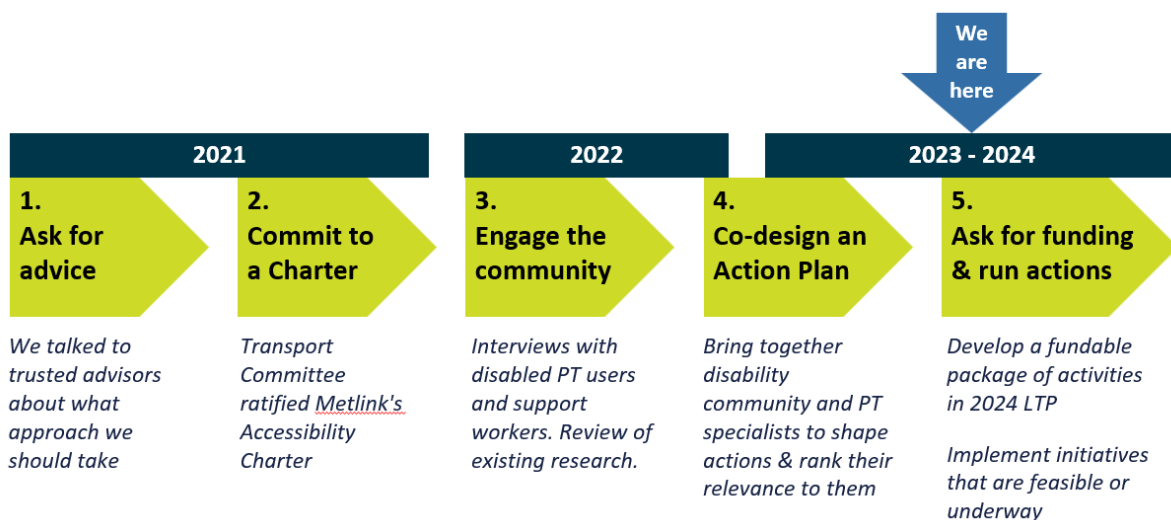 We
are
here
2021
2022
2023 - 2024
1.
Ask for
advice
2.
Commit to
a Charter
3.
Engage the
community
4.
Co-design an
Action Plan
5.
Ask for funding
& run actions
We talked to
trusted advisors
about what
approach we
should take
Transport
Committee
ratified Metlink's
Accessibility
Charter
Interviews with
disabled PT users
and support
workers. Review of
existing research.
Bring together
disability
community and PT
specialists to shape
actions & rank their
relevance to them
Develop a fundable
package of activities
in 2024 LTP
Implement initiatives
that are feasible or
underway